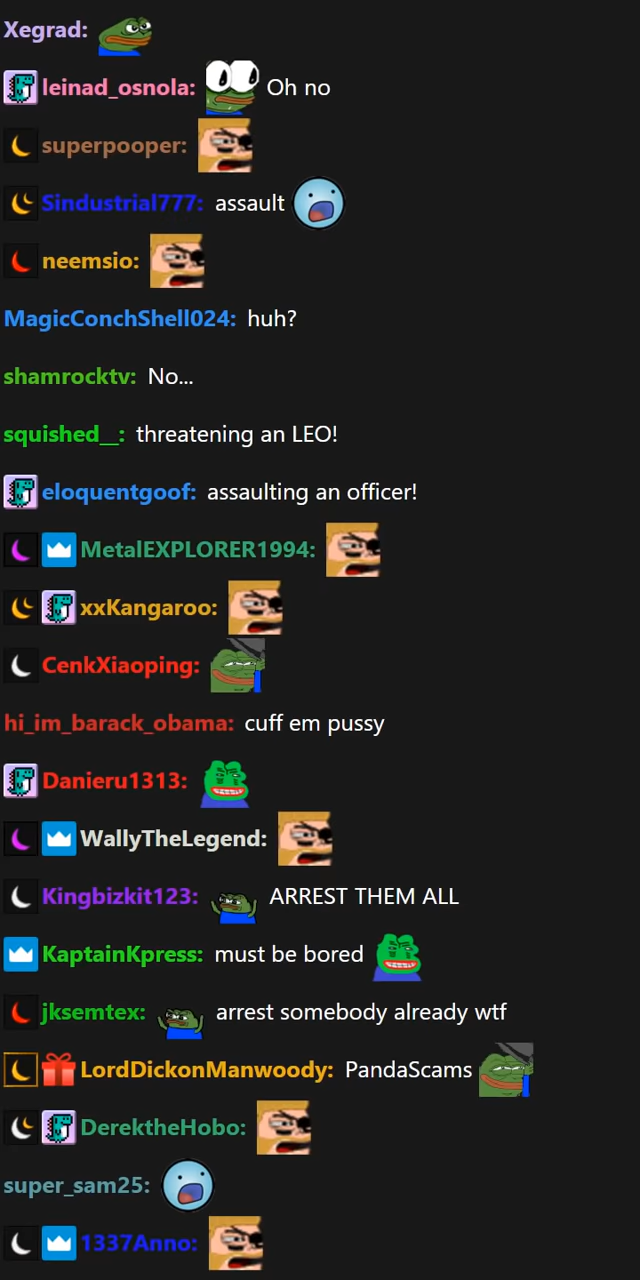 Xegrad:
leinad_osnola: Oh no
superpooper:
Sindustrial777: assault
neemsio:
MagicConchShell024: huh?
shamrocktv: No...
squished__: threatening an LEO!
eloquentgoof: assaulting an officer!
MetalEXPLORER1994:
xxKangaroo:
CenkXiaoping:
hi_im_barack_obama: cuff em pussy
Danieru1313:
WallyTheLegend:
Kingbizkit123: ARREST THEM ALL
KaptainKpress: must be bored
jksemtex: arrest somebody already wtf
LordDickonManwoody: PandaScams
DerektheHobo:
super_sam25:
1337Anno: